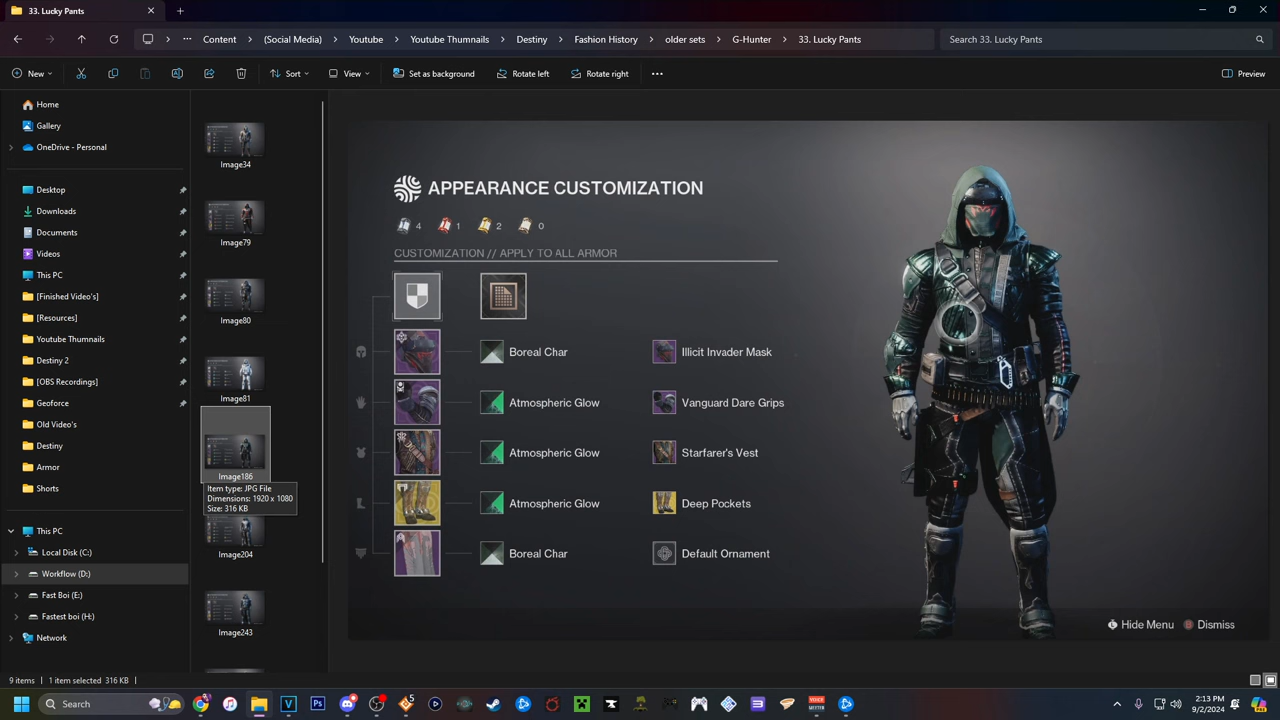 33. Lucky Pants
Content > (Social Media) > Youtube > Youtube Thumnails > Destiny > Fashion History > older sets > G-Hunter > 33. Lucky Pants
Search 33. Lucky Pants
New Sort View Set as background Rotate left Rotate right Preview
Home
Gallery
OneDrive - Personal
Desktop
Downloads
Documents
Videos
This PC
[Finished Video's]
[Resources]
Youtube Thumnails
Destiny 2
[OBS Recordings]
Geoforce
Old Video's
Destiny
Armor
Shorts
This PC
Local Disk (C:)
Workflow (D:)
Fast Boi (E:)
Fastest boi (H:)
Network
Image34
Image79
Image80
Image81
Image186
Item type: JPG File
Dimensions: 1920 x 1080
Size: 316 KB
Image204
Image243
APPEARANCE CUSTOMIZATION
4 1 2 0
CUSTOMIZATION // APPLY TO ALL ARMOR
Boreal Char Illicit Invader Mask
Atmospheric Glow Vanguard Dare Grips
Atmospheric Glow Starfarer's Vest
Atmospheric Glow Deep Pockets
Boreal Char Default Ornament
Hide Menu Dismiss
9 items 1 item selected 316 KB
Search
5
2:13 PM
9/2/2024